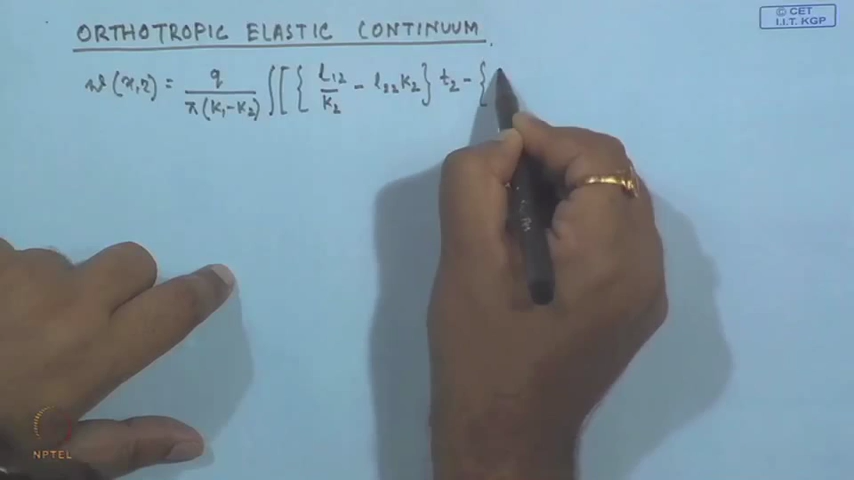 © CET
I.I.T. KGP
ORTHOTROPIC ELASTIC CONTINUUM
w(x,z) = q / π(k₁-k₂) ∫[{ l₁₂/k₂ - l₂₂k₂ } t₂ - {
NPTEL